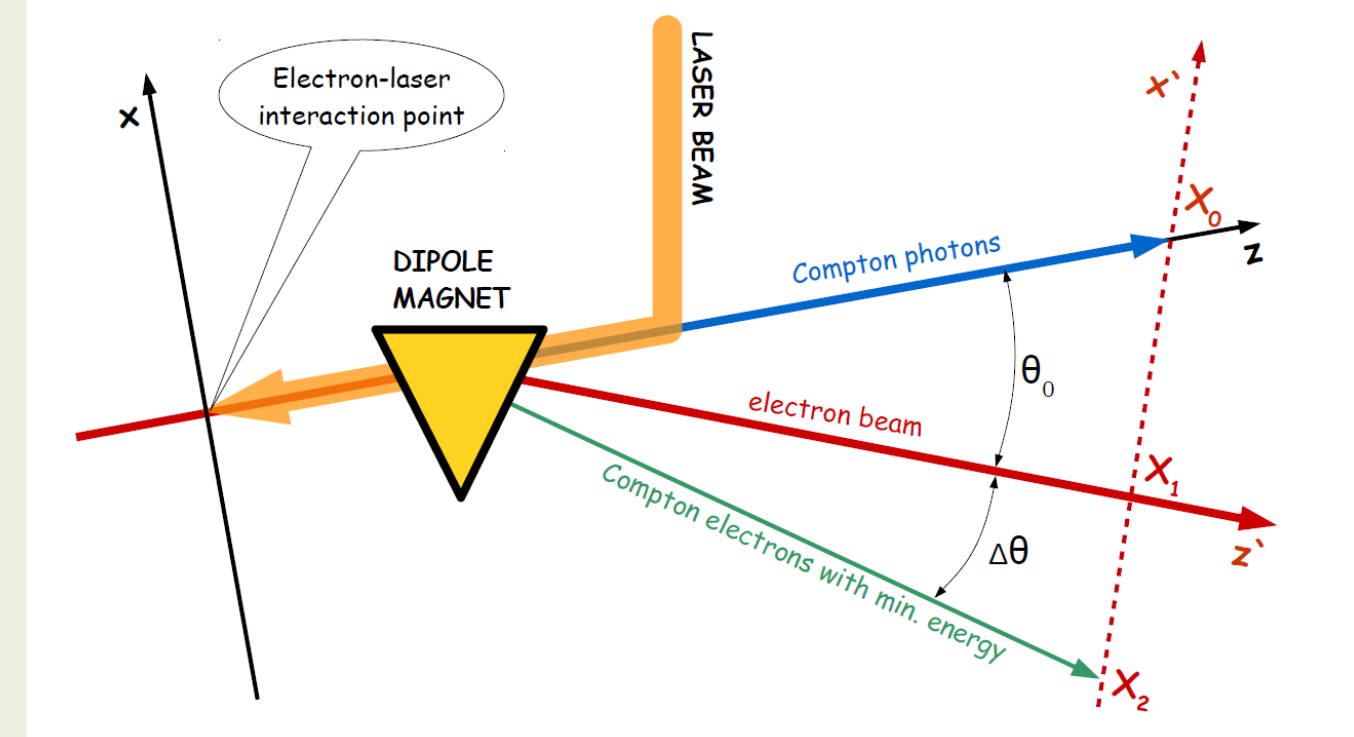 Electron-laser
interaction point
x
LASER BEAM
x'
X₀
z
DIPOLE
MAGNET
Compton photons
θ₀
electron beam
X₁
z`
Δθ
Compton electrons with min. energy
X₂